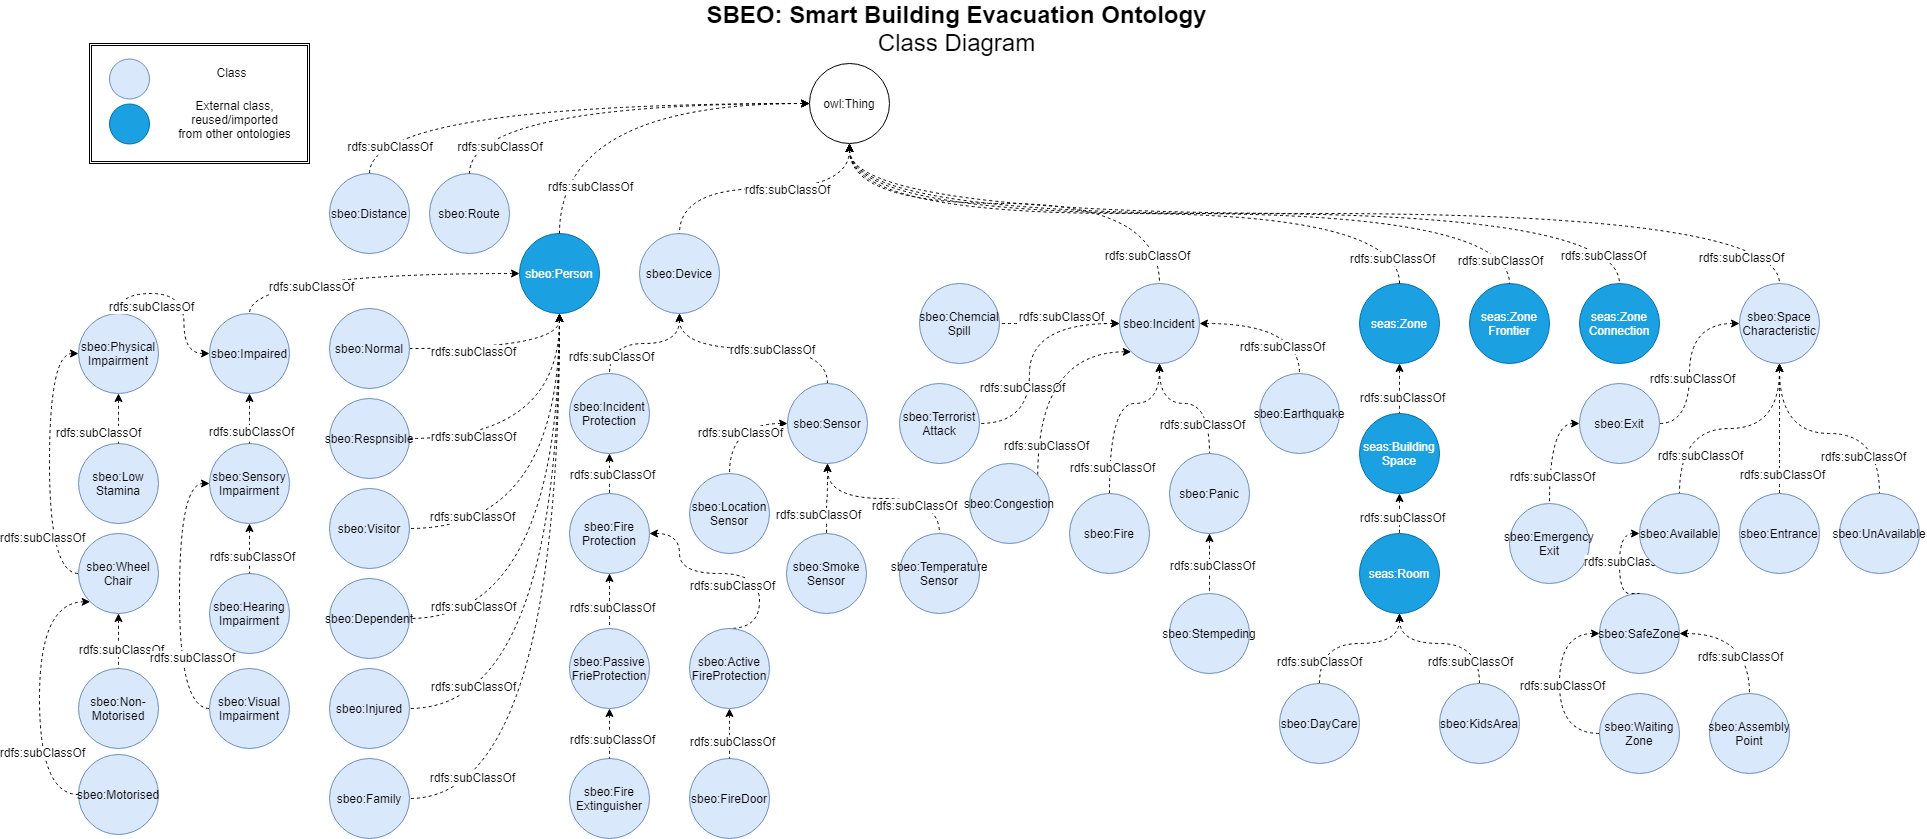 SBEO: Smart Building Evacuation Ontology
Class Diagram
Class
External class,
reused/imported
from other ontologies
owl:Thing
rdfs:subClassOf
rdfs:subClassOf
rdfs:subClassOf
rdfs:subClassOf
sbeo:Distance
sbeo:Route
sbeo:Person
sbeo:Device
rdfs:subClassOf
rdfs:subClassOf
rdfs:subClassOf
rdfs:subClassOf
rdfs:subClassOf
rdfs:subClassOf
rdfs:subClassOf
sbeo:Physical
Impairment
sbeo:Impaired
sbeo:Normal
rdfs:subClassOf
rdfs:subClassOf
rdfs:subClassOf
sbeo:Chemcial
Spill
rdfs:subClassOf
sbeo:Incident
rdfs:subClassOf
seas:Zone
seas:Zone
Frontier
seas:Zone
Connection
sbeo:Space
Characteristic
rdfs:subClassOf
rdfs:subClassOf
sbeo:Respnsible
rdfs:subClassOf
sbeo:Incident
Protection
rdfs:subClassOf
sbeo:Sensor
sbeo:Terrorist
Attack
rdfs:subClassOf
rdfs:subClassOf
sbeo:Earthquake
rdfs:subClassOf
rdfs:subClassOf
sbeo:Exit
sbeo:Low
Stamina
sbeo:Sensory
Impairment
rdfs:subClassOf
seas:Building
Space
rdfs:subClassOf
rdfs:subClassOf
rdfs:subClassOf
rdfs:subClassOf
rdfs:subClassOf
rdfs:subClassOf
rdfs:subClassOf
sbeo:Visitor
rdfs:subClassOf
sbeo:Fire
Protection
sbeo:Location
Sensor
rdfs:subClassOf
rdfs:subClassOf
sbeo:Congestion
sbeo:Fire
sbeo:Panic
rdfs:subClassOf
sbeo:Emergency
Exit
sbeo:Available
sbeo:Entrance
sbeo:UnAvailable
rdfs:subClassOf
rdfs:subClassOf
sbeo:Wheel
Chair
rdfs:subClassOf
rdfs:subClassOf
sbeo:Smoke
Sensor
sbeo:Temperature
Sensor
rdfs:subClassOf
seas:Room
sbeo:Hearing
Impairment
sbeo:Dependent
rdfs:subClassOf
rdfs:subClassOf
sbeo:Stempeding
sbeo:SafeZone
rdfs:subClassOf
rdfs:subClassOf
sbeo:Passive
FrieProtection
sbeo:Active
FireProtection
rdfs:subClassOf
rdfs:subClassOf
rdfs:subClassOf
rdfs:subClassOf
sbeo:Non-
Motorised
sbeo:Visual
Impairment
sbeo:Injured
rdfs:subClassOf
sbeo:DayCare
sbeo:KidsArea
sbeo:Waiting
Zone
sbeo:Assembly
Point
rdfs:subClassOf
rdfs:subClassOf
rdfs:subClassOf
sbeo:Motorised
sbeo:Family
rdfs:subClassOf
sbeo:Fire
Extinguisher
sbeo:FireDoor